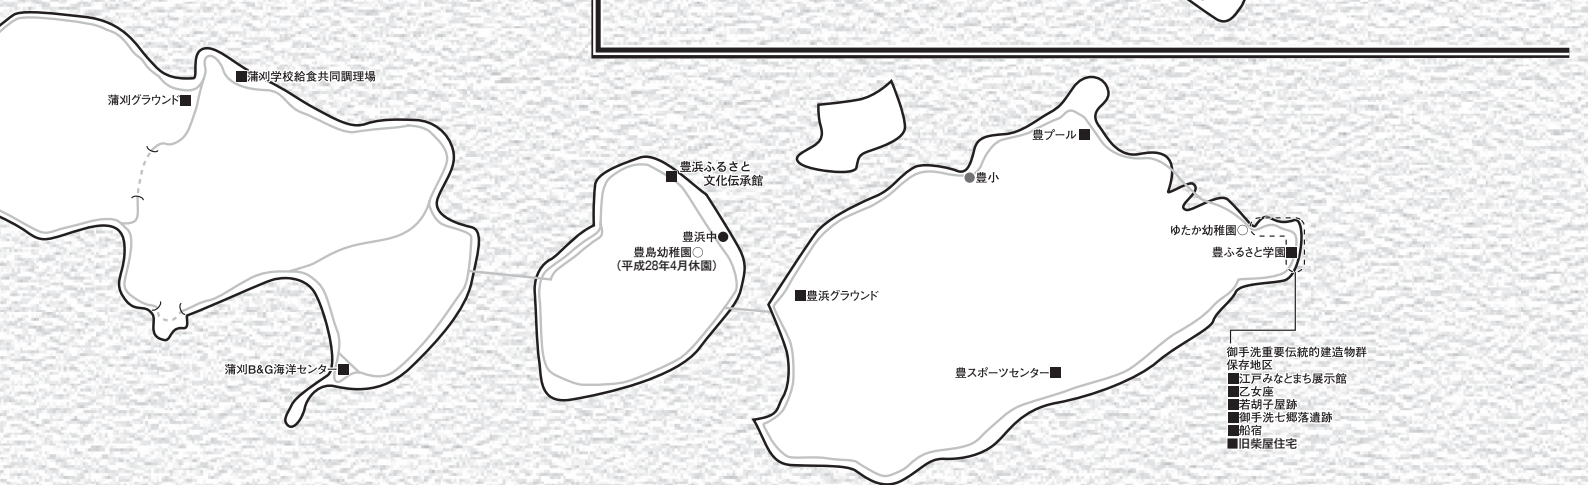 蒲刈学校給食共同調理場
蒲刈グラウンド
蒲刈B&G海洋センター
豊浜ふるさと
文化伝承館
豊浜中
豊島幼稚園
(平成28年4月休園)
豊プール
豊小
ゆたか幼稚園
豊ふるさと学園
豊浜グラウンド
豊スポーツセンター
御手洗重要伝統的建造物群
保存地区
江戸みなとまち展示館
乙女座
若胡子屋跡
御手洗七郷落遺跡
船宿
旧柴屋住宅